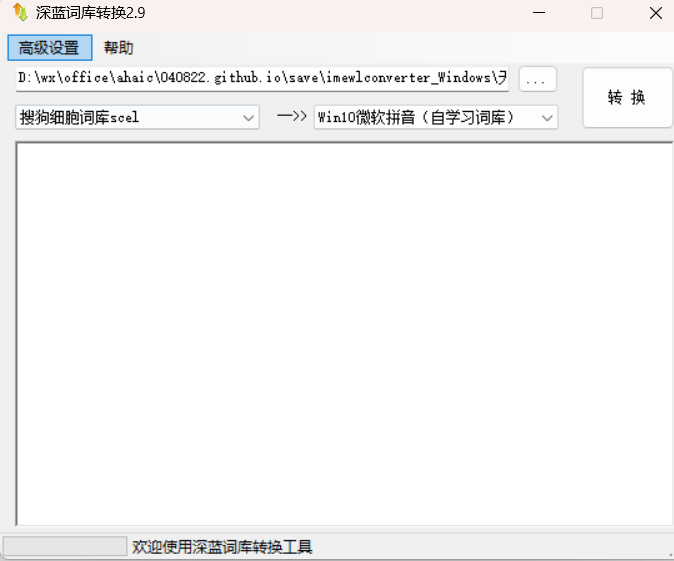 深蓝词库转换2.9
高级设置 帮助
D:\wx\office\ahaic\040822.github.io\save\imewlconverter_Windows\ ... 转 换
搜狗细胞词库scel —>> Win10微软拼音（自学习词库）
欢迎使用深蓝词库转换工具